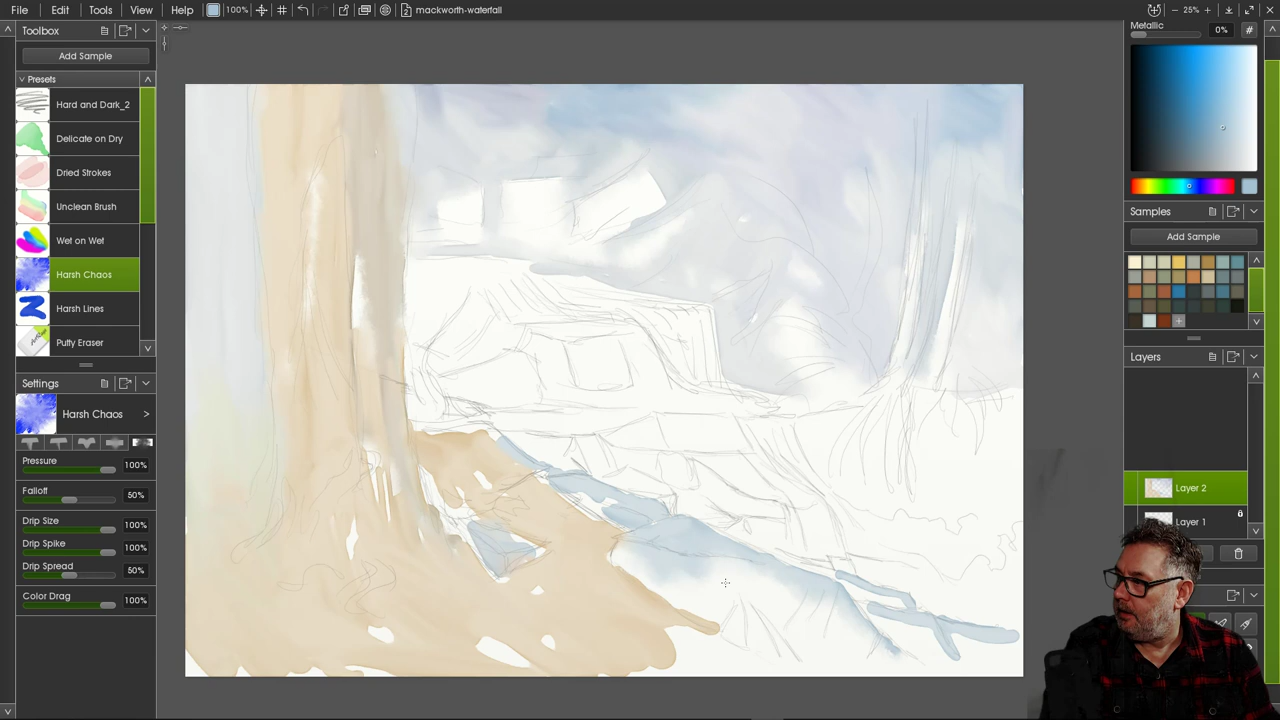 File Edit Tools View Help 100% 2 mackworth-waterfall 25%
Toolbox
Add Sample
Presets
Hard and Dark_2
Delicate on Dry
Dried Strokes
Unclean Brush
Wet on Wet
Harsh Chaos
Harsh Lines
Putty Eraser
Settings
Harsh Chaos >
Pressure 100%
Falloff 50%
Drip Size 100%
Drip Spike 100%
Drip Spread 50%
Color Drag 100%
Metallic 0% #
Samples
Add Sample
Layers
Layer 2
Layer 1